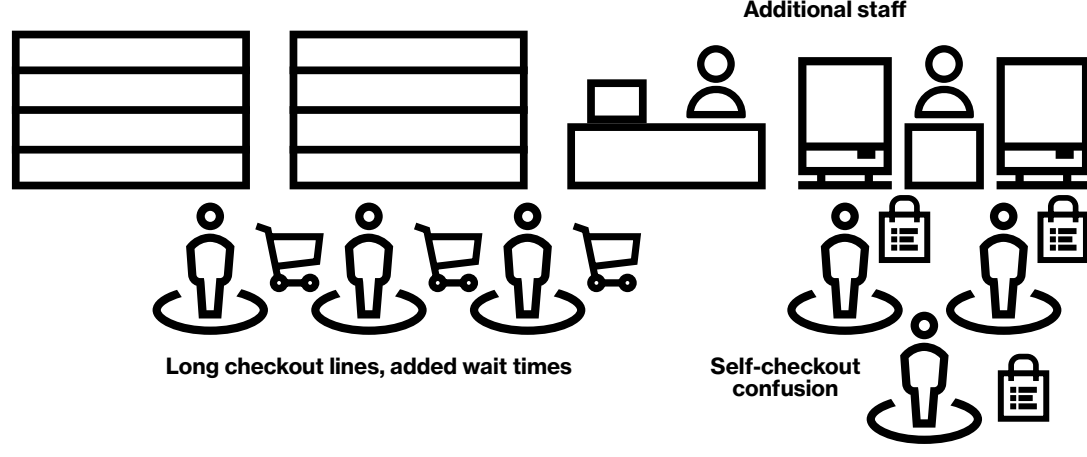 Additional staff
Long checkout lines, added wait times
Self-checkout
confusion